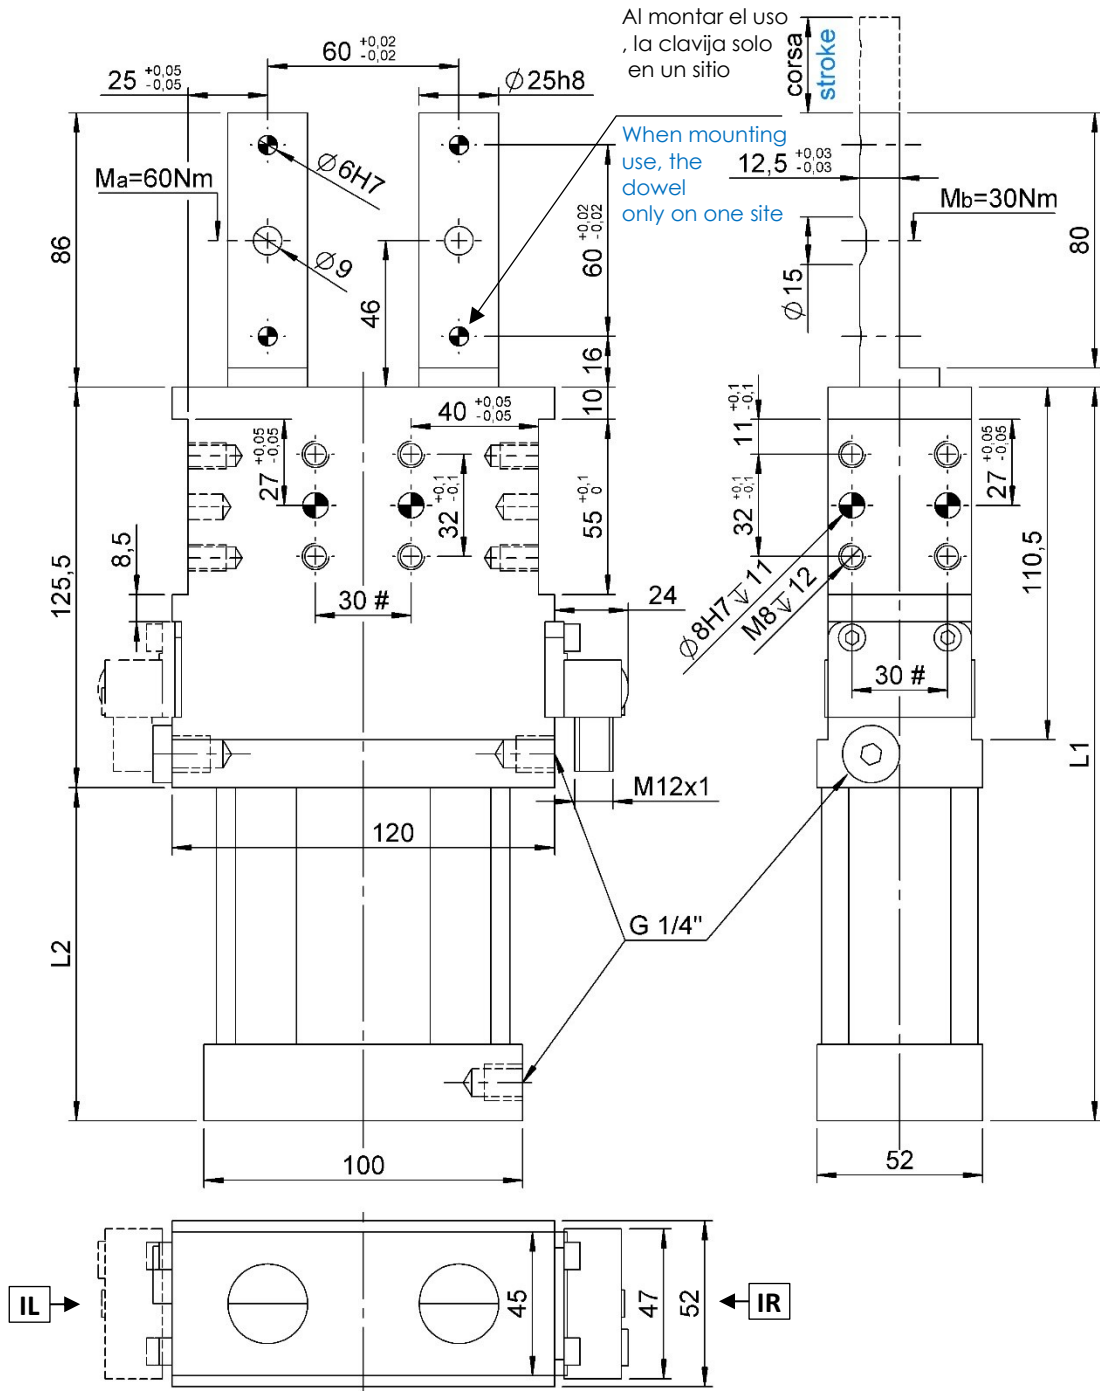 Al montar el uso
, la clavija solo
en un sitio
corsa
stroke
60 +0,02 -0,02
25 +0,05 -0,05
Ø25h8
When mounting
use, the
dowel
only on one site
12,5 +0,03 -0,03
Ø6H7
Ma=60Nm
Mb=30Nm
86
Ø9
46
60 +0,02 -0,02
Ø15
80
16
10
40 +0,05 -0,05
11 +0,1 -0,1
27 +0,05 -0,05
32 +0,1 -0,1
55 +0,1 0
32 +0,1 -0,1
27 +0,05 -0,05
125,5
8,5
30 #
24
Ø8H7↧11
M8↧12
110,5
30 #
L1
M12x1
120
G 1/4"
L2
100
52
IL
45
47
52
IR